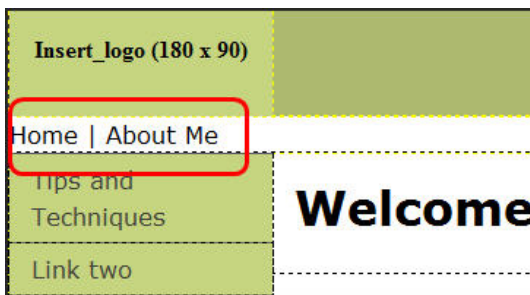 Insert_logo (180 x 90)
Home | About Me
Tips and
Techniques
Welcome
Link two